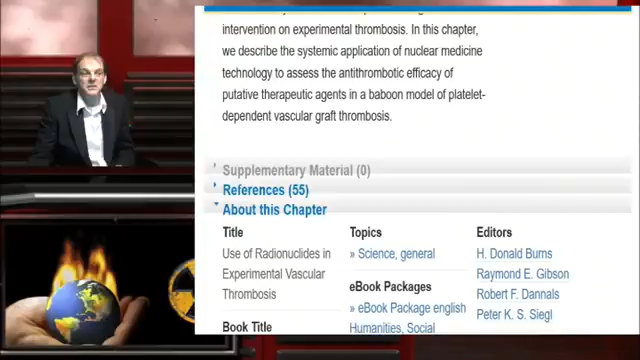 intervention on experimental thrombosis. In this chapter,
we describe the systemic application of nuclear medicine
technology to assess the antithrombotic efficacy of
putative therapeutic agents in a baboon model of platelet-
dependent vascular graft thrombosis.
Supplementary Material (0)
References (55)
About this Chapter
Title
Use of Radionuclides in
Experimental Vascular
Thrombosis
Book Title
Topics
» Science, general
eBook Packages
» eBook Package english
Humanities, Social
Editors
H. Donald Burns
Raymond E. Gibson
Robert F. Dannals
Peter K. S. Siegl